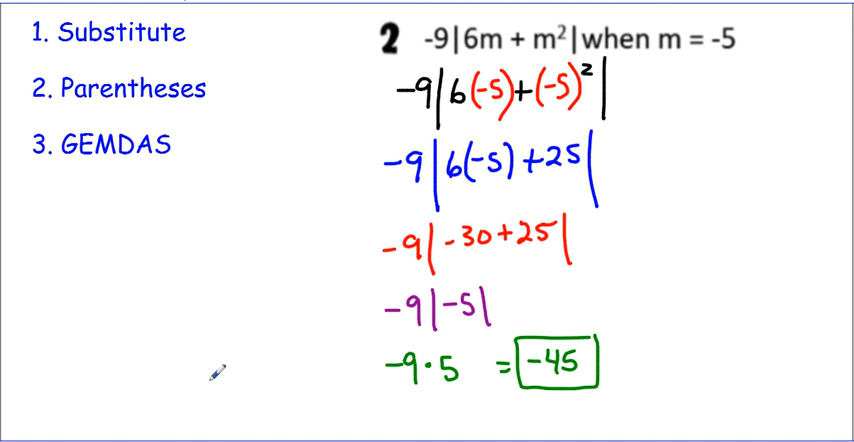 1. Substitute
2. Parentheses
3. GEMDAS
2 -9|6m + m²| when m = -5
-9|6(-5)+(-5)²|
-9|6(-5)+25|
-9|-30+25|
-9|-5|
-9·5 = -45